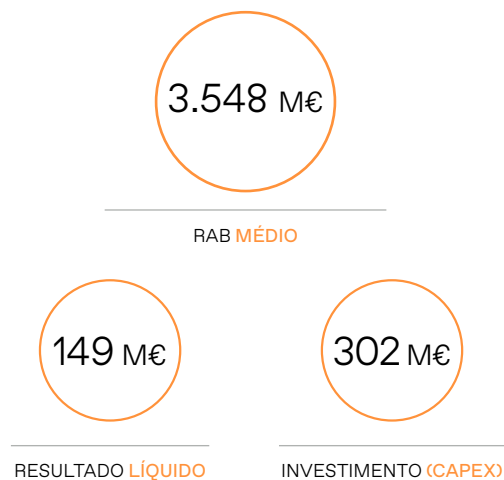 3.548 M€
RAB MÉDIO
149 M€
302 M€
RESULTADO LÍQUIDO
INVESTIMENTO (CAPEX)